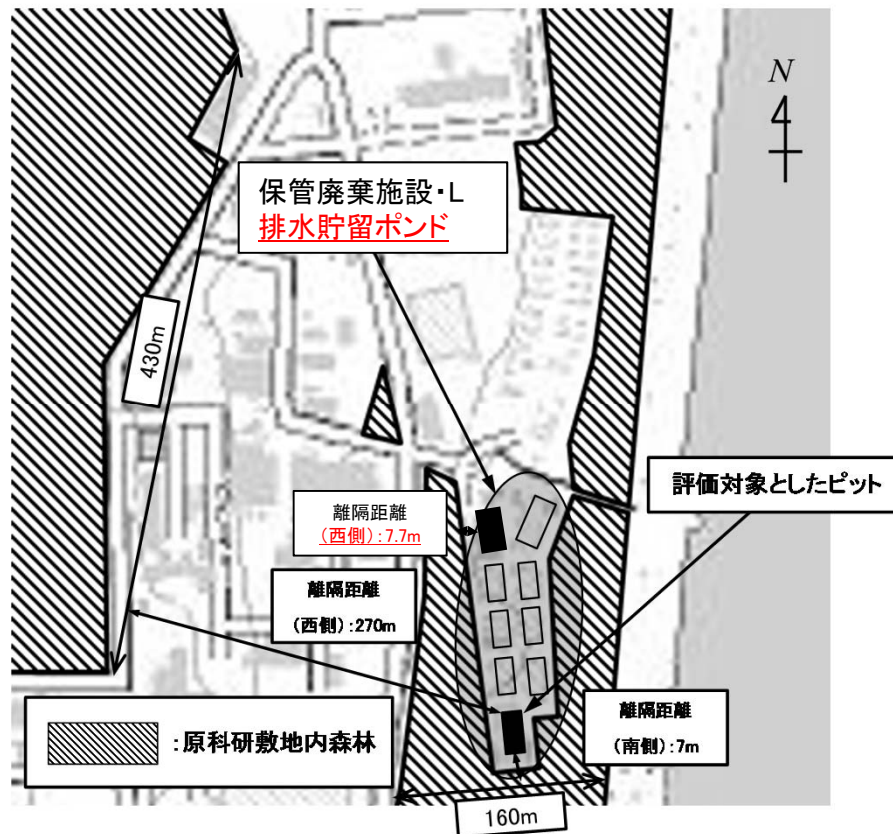 N
保管廃棄施設・L
排水貯留ポンド
430m
評価対象としたピット
離隔距離
(西側):7.7m
離隔距離
(西側):270m
離隔距離
(南側):7m
:原科研敷地内森林
160m